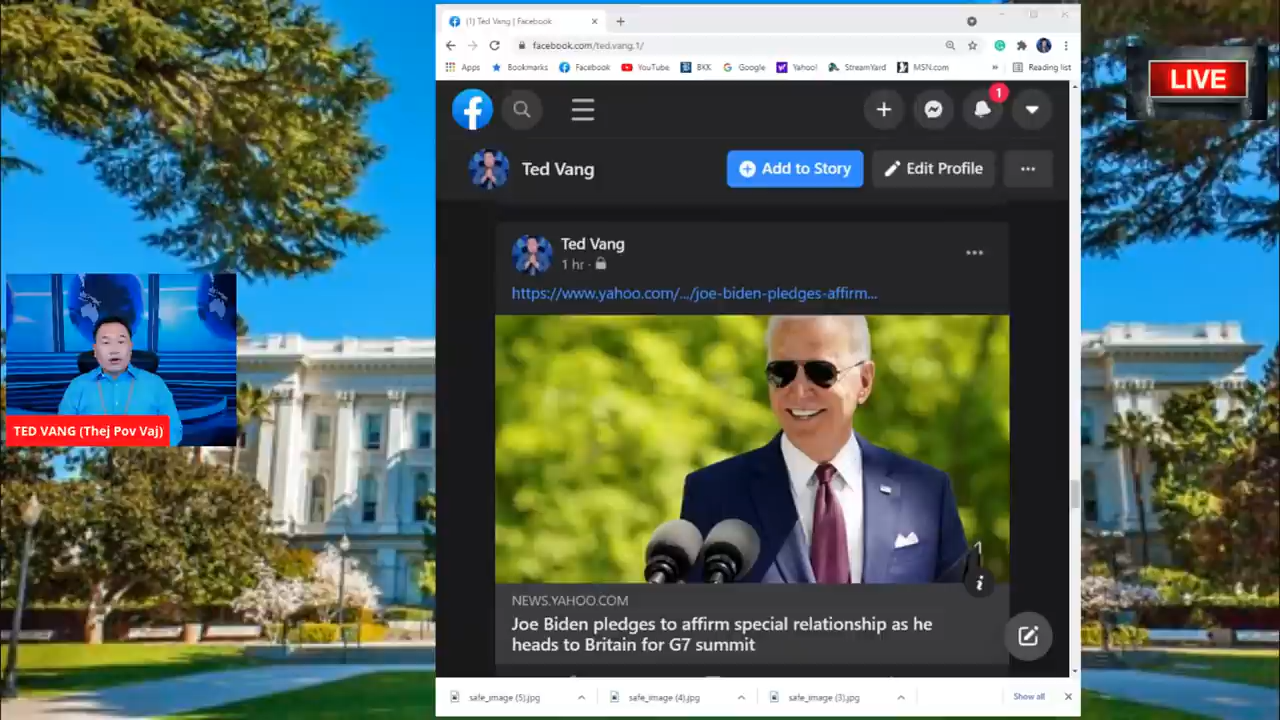 (1) Ted Vang | Facebook
facebook.com/ted.vang.1/
Apps Bookmarks Facebook YouTube BKK Google Yahoo! StreamYard MSN.com » Reading list
LIVE
1
Ted Vang
Add to Story
Edit Profile
Ted Vang
1 hr ·
https://www.yahoo.com/.../joe-biden-pledges-affirm...
TED VANG (Thej Pov Vaj)
NEWS.YAHOO.COM
Joe Biden pledges to affirm special relationship as he
heads to Britain for G7 summit
safe_image (5).jpg
safe_image (4).jpg
safe_image (3).jpg
Show all